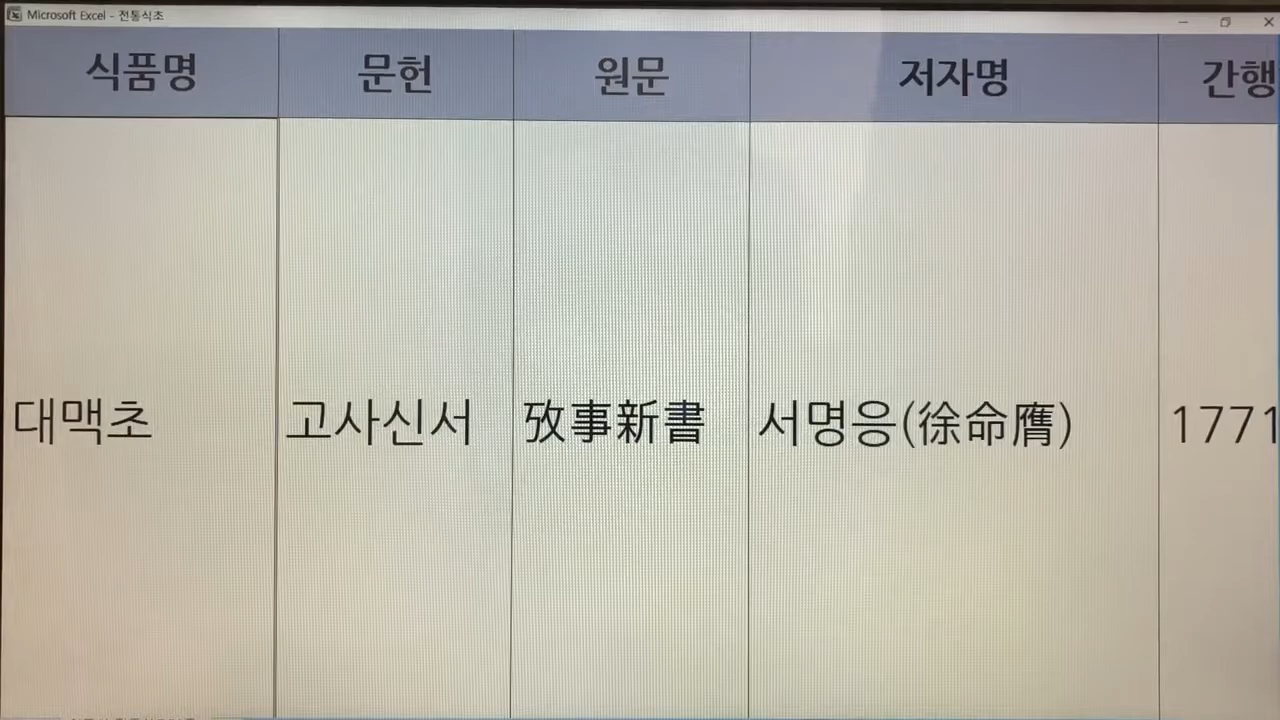 Microsoft Excel - 전통식초
식품명 문헌 원문 저자명 간행
대맥초 고사신서 攷事新書 서명응(徐命膺) 1771